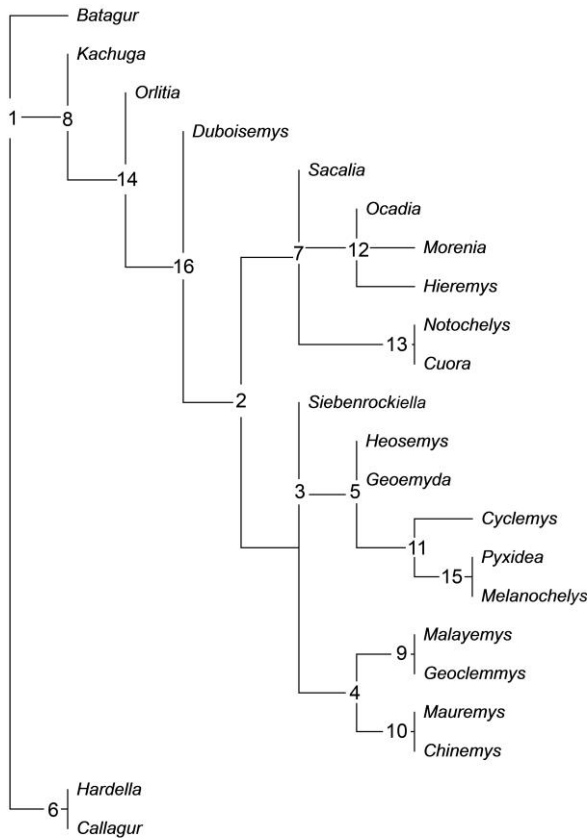 Batagur
Kachuga
1
8
Orlitia
14
Duboisemys
16
Sacalia
Ocadia
7
12
Morenia
Hieremys
13
Notochelys
Cuora
2
Siebenrockiella
Heosemys
3
5
Geoemyda
Cyclemys
11
15
Pyxidea
Melanochelys
Malayemys
9
Geoclemmys
4
Mauremys
10
Chinemys
Hardella
6
Callagur